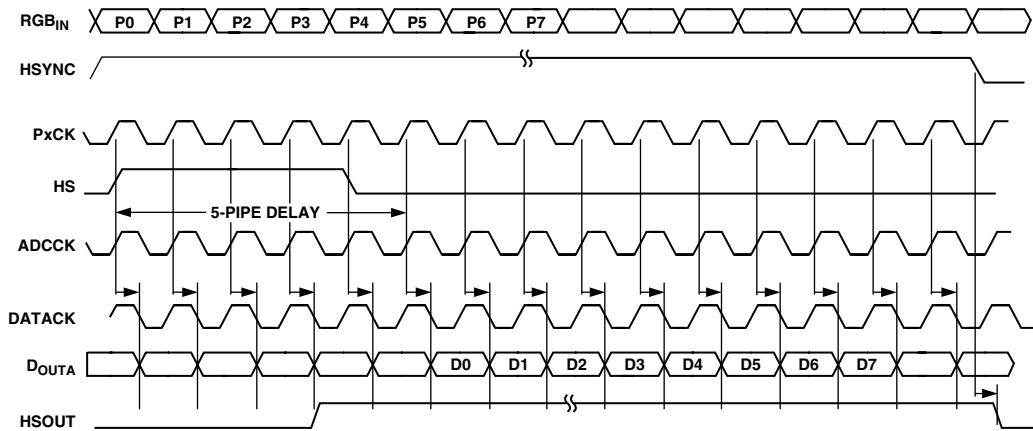 RGBIN P0 P1 P2 P3 P4 P5 P6 P7
HSYNC
PxCK
HS
5-PIPE DELAY
ADCCK
DATACK
DOUTA D0 D1 D2 D3 D4 D5 D6 D7
HSOUT